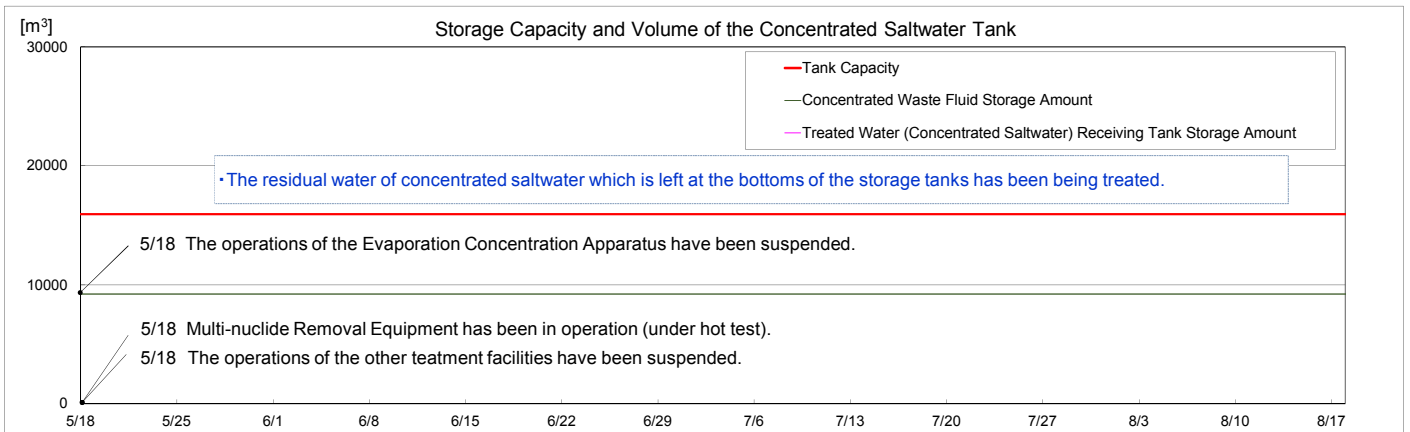 [m³]
Storage Capacity and Volume of the Concentrated Saltwater Tank
30000
Tank Capacity
Concentrated Waste Fluid Storage Amount
Treated Water (Concentrated Saltwater) Receiving Tank Storage Amount
20000
・The residual water of concentrated saltwater which is left at the bottoms of the storage tanks has been being treated.
5/18 The operations of the Evaporation Concentration Apparatus have been suspended.
10000
5/18 Multi-nuclide Removal Equipment has been in operation (under hot test).
5/18 The operations of the other teatment facilities have been suspended.
0
5/18 5/25 6/1 6/8 6/15 6/22 6/29 7/6 7/13 7/20 7/27 8/3 8/10 8/17